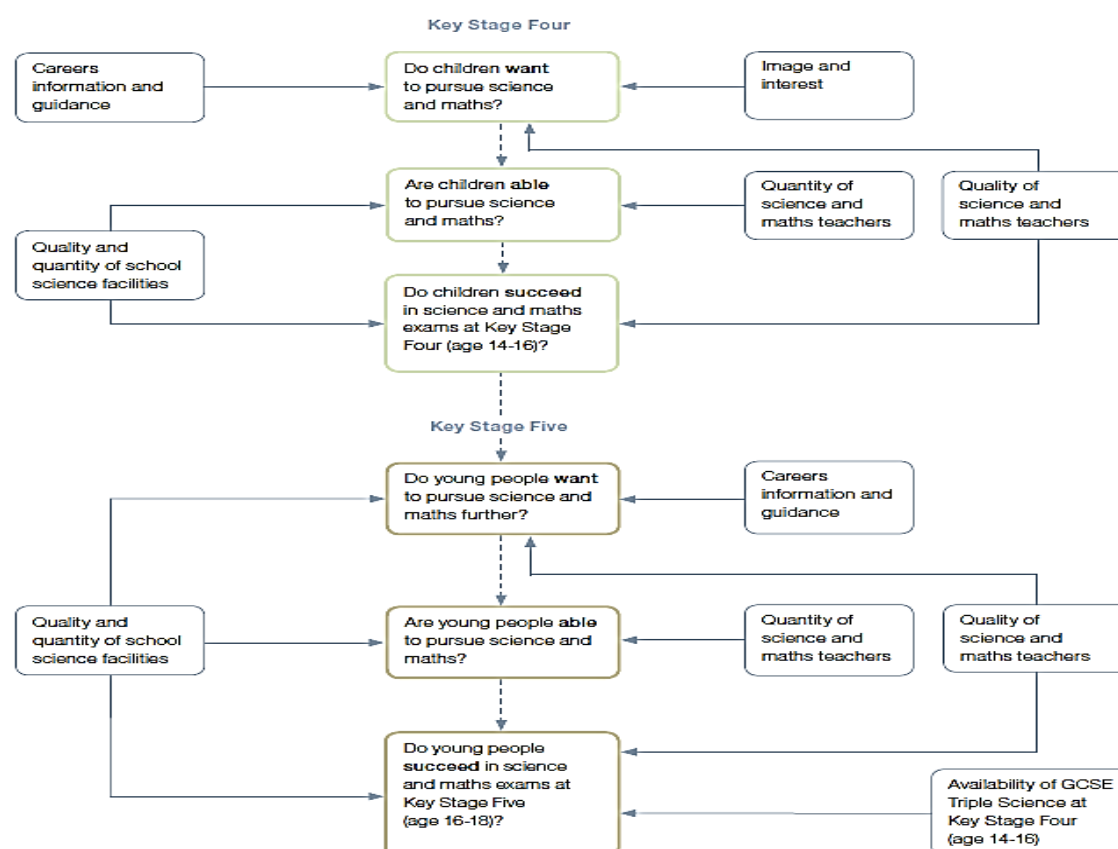 Key Stage Four
Careers
information and
guidance
Do children want
to pursue science
and maths?
Image and
interest
Are children able
to pursue science
and maths?
Quantity of
science and
maths teachers
Quality of
science and
maths teachers
Quality and
quantity of school
science facilities
Do children succeed
in science and maths
exams at Key Stage
Four (age 14-16)?
Key Stage Five
Do young people want
to pursue science and
maths further?
Careers
information and
guidance
Quality and
quantity of school
science facilities
Are young people able
to pursue science and
maths?
Quantity of
science and
maths teachers
Quality of
science and
maths teachers
Do young people
succeed in science
and maths exams at
Key Stage Five
(age 16-18)?
Availability of GCSE
Triple Science at
Key Stage Four
(age 14-16)